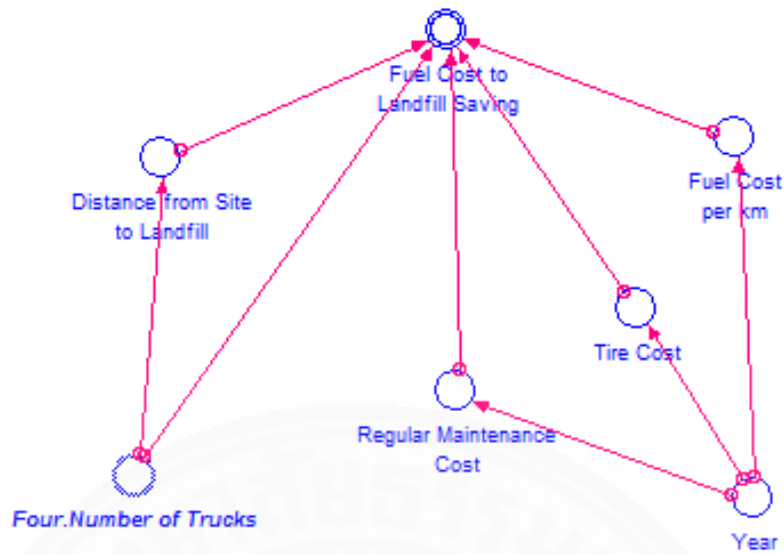 Fuel Cost to
Landfill Saving
Distance from Site
to Landfill
Fuel Cost
per km
Tire Cost
Regular Maintenance
Cost
Four.Number of Trucks
Year